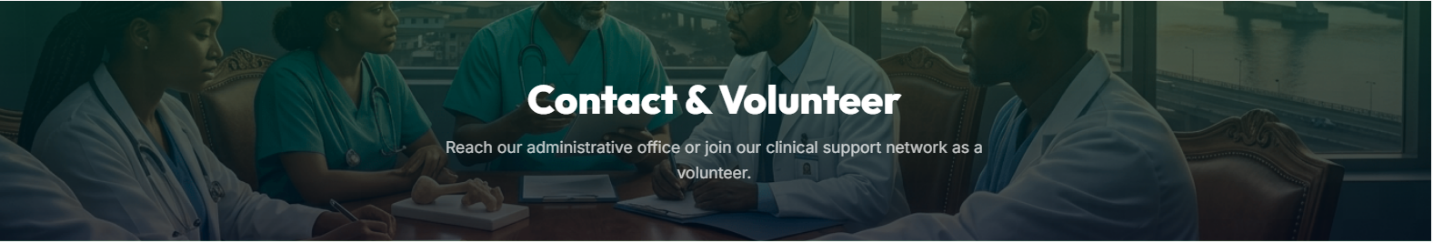 Contact & Volunteer
Reach our administrative office or join our clinical support network as a
volunteer.